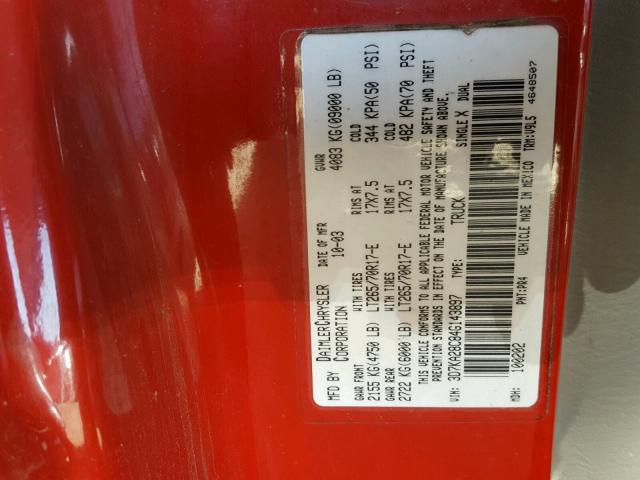 MFD BY DAIMLERCHRYSLER CORPORATION DATE OF MFR 10-03 GVWR 4083 KG(09000 LB)
GAWR FRONT WITH TIRES RIMS AT COLD
2155 KG(4750 LB) LT265/70R17-E 17X7.5 344 KPA(50 PSI)
GAWR REAR WITH TIRES RIMS AT COLD
2722 KG(6000 LB) LT265/70R17-E 17X7.5 482 KPA(70 PSI)
THIS VEHICLE CONFORMS TO ALL APPLICABLE FEDERAL MOTOR VEHICLE SAFETY AND THEFT
PREVENTION STANDARDS IN EFFECT ON THE DATE OF MANUFACTURE SHOWN ABOVE.
VIN: 3D7KA28C84G143897 TYPE: TRUCK SINGLE X DUAL
MDH: 100202 PNT:PR4 VEHICLE MADE IN MEXICO TRM:V9L5 4648507